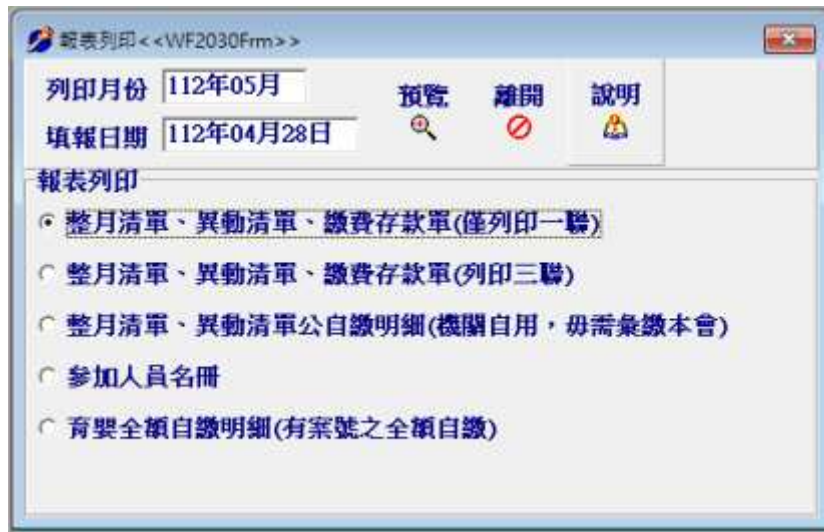 報表列印<<WF2030Frm>>
列印月份 112年05月 預覽 離開 說明
填報日期 112年04月28日
報表列印
整月清單、異動清單、繳費存款單(僅列印一聯)
整月清單、異動清單、繳費存款單(列印三聯)
整月清單、異動清單公自繳明細(機關自用，毋需彙繳本會)
參加人員名冊
育嬰全額自繳明細(有案號之全額自繳)